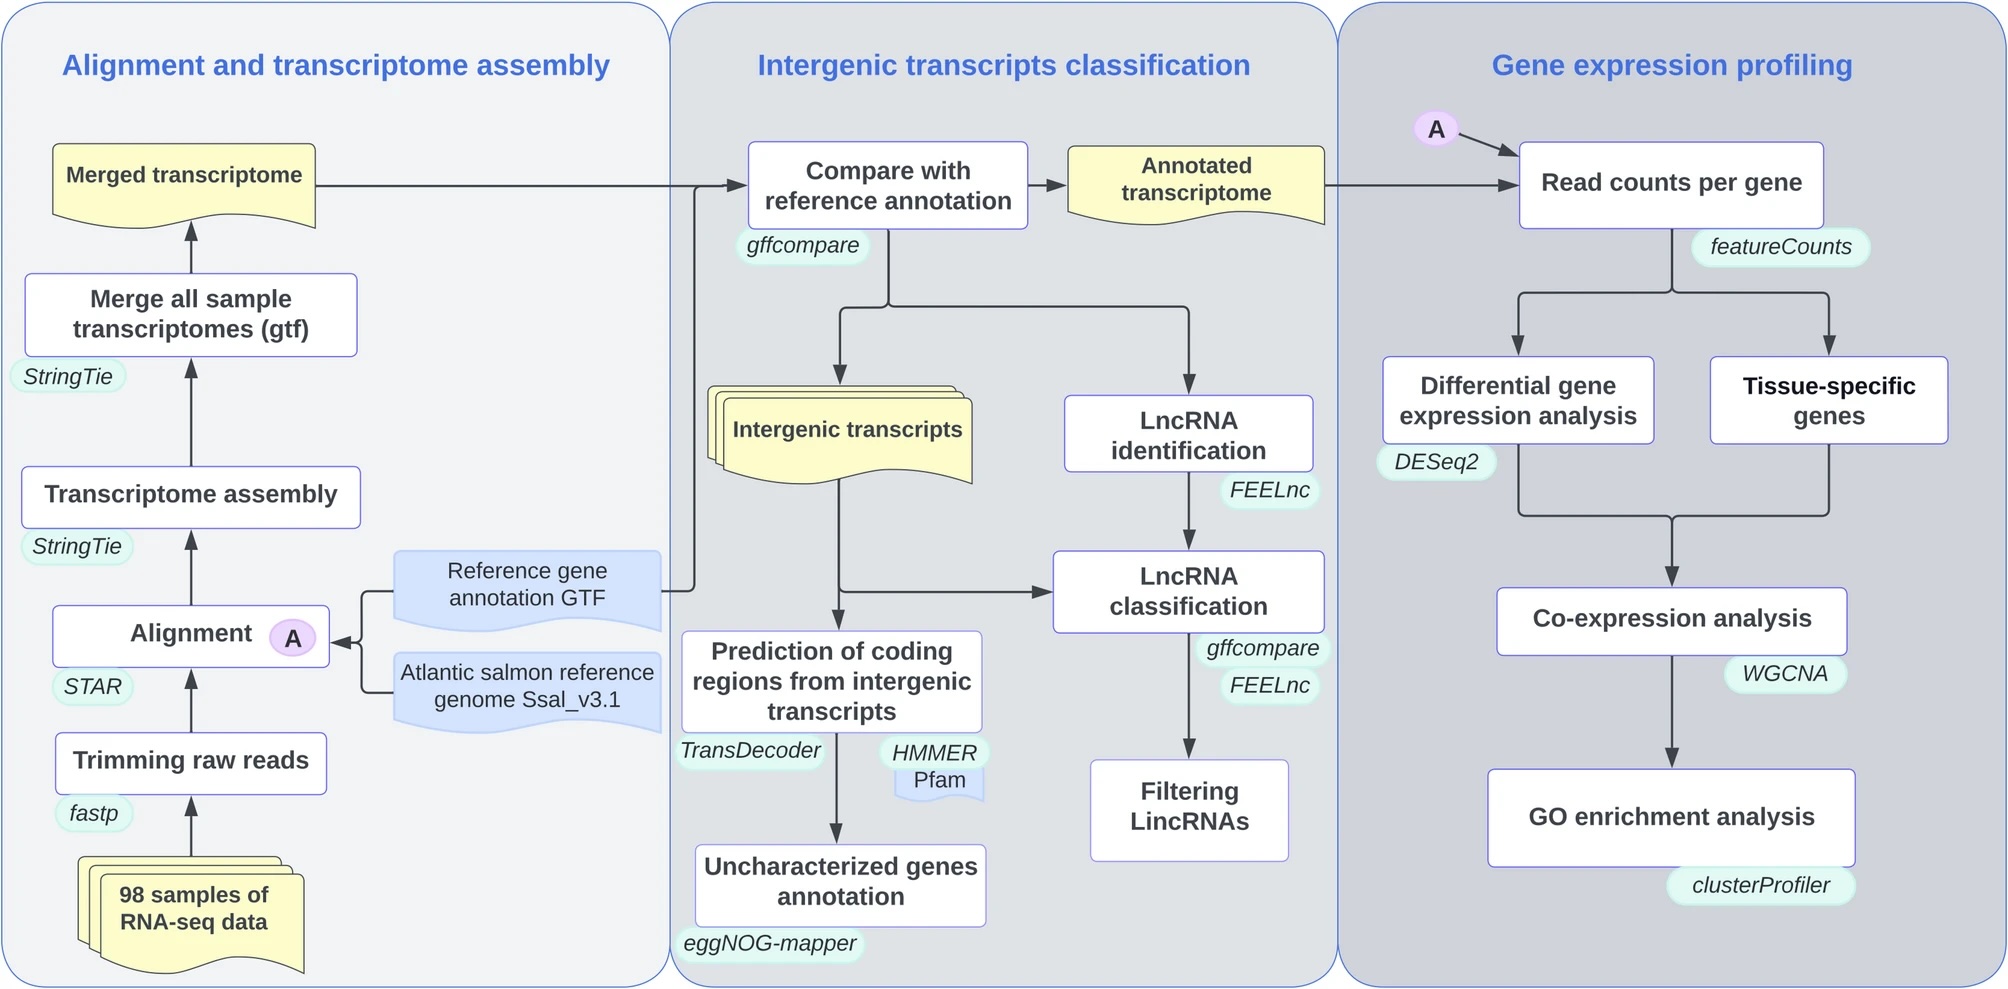 Alignment and transcriptome assembly
Merged transcriptome
Merge all sample
transcriptomes (gtf)
StringTie
Transcriptome assembly
StringTie
Reference gene
annotation GTF
Alignment
A
STAR
Atlantic salmon reference
genome Ssal_v3.1
Trimming raw reads
fastp
98 samples of
RNA-seq data
Intergenic transcripts classification
Compare with
reference annotation
gffcompare
Annotated
transcriptome
Intergenic transcripts
LncRNA
identification
FEELnc
LncRNA
classification
gffcompare
FEELnc
Prediction of coding
regions from intergenic
transcripts
TransDecoder
HMMER
Pfam
Filtering
LincRNAs
Uncharacterized genes
annotation
eggNOG-mapper
Gene expression profiling
A
Read counts per gene
featureCounts
Differential gene
expression analysis
DESeq2
Tissue-specific
genes
Co-expression analysis
WGCNA
GO enrichment analysis
clusterProfiler